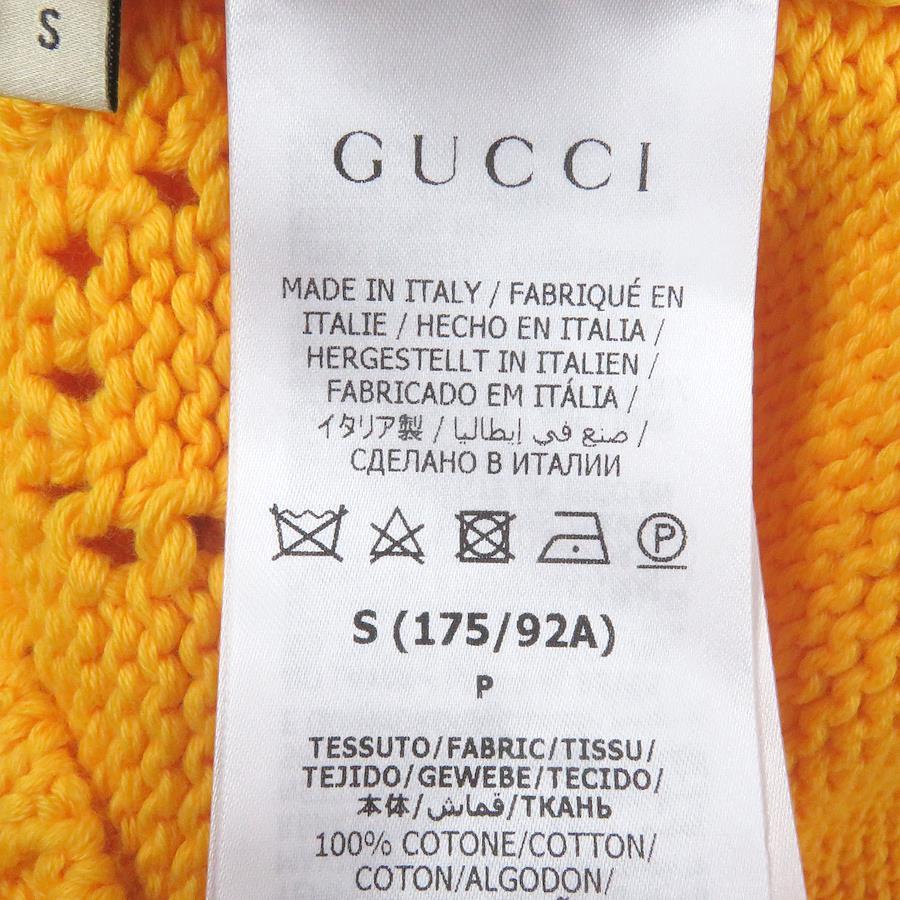 S
GUCCI
MADE IN ITALY / FABRIQUÉ EN
ITALIE / HECHO EN ITALIA /
HERGESTELLT IN ITALIEN /
FABRICADO EM ITÁLIA /
イタリア製 / صنع في إيطاليا /
СДЕЛАНО В ИТАЛИИ
P
S (175/92A)
P
TESSUTO/FABRIC/TISSU/
TEJIDO/GEWEBE/TECIDO/
本体/قماش/ТКАНЬ
100% COTONE/COTTON/
COTON/ALGODON/